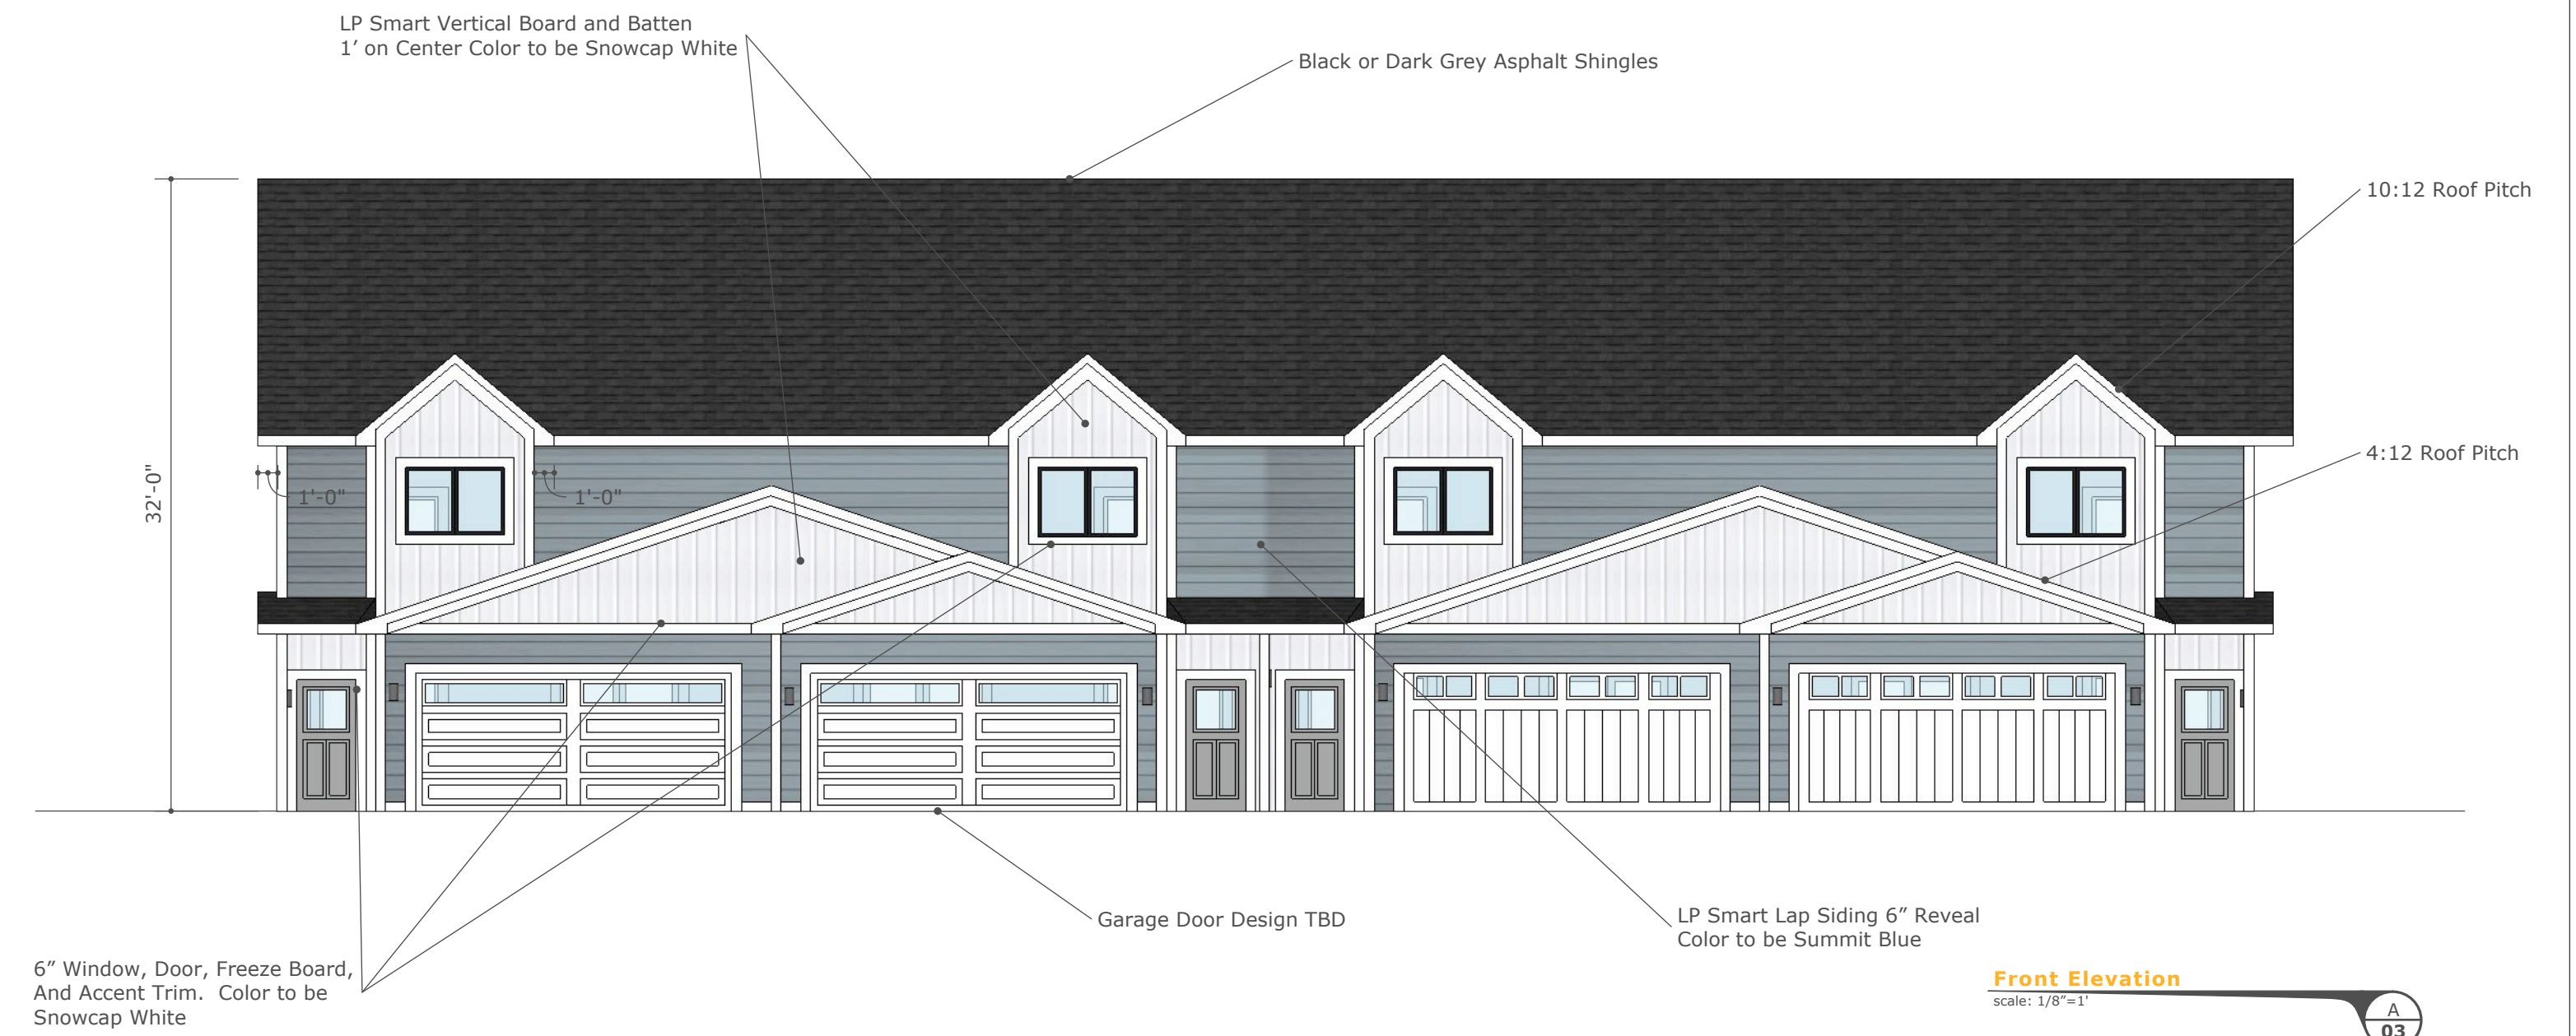 LP Smart Vertical Board and Batten
1’ on Center Color to be Snowcap White
Black or Dark Grey Asphalt Shingles
10:12 Roof Pitch
4:12 Roof Pitch
32'-0"
1'-0"
1'-0"
Garage Door Design TBD
LP Smart Lap Siding 6” Reveal
Color to be Summit Blue
6” Window, Door, Freeze Board,
And Accent Trim.  Color to be
Snowcap White
Front Elevation
scale: 1/8”=1'
A
03